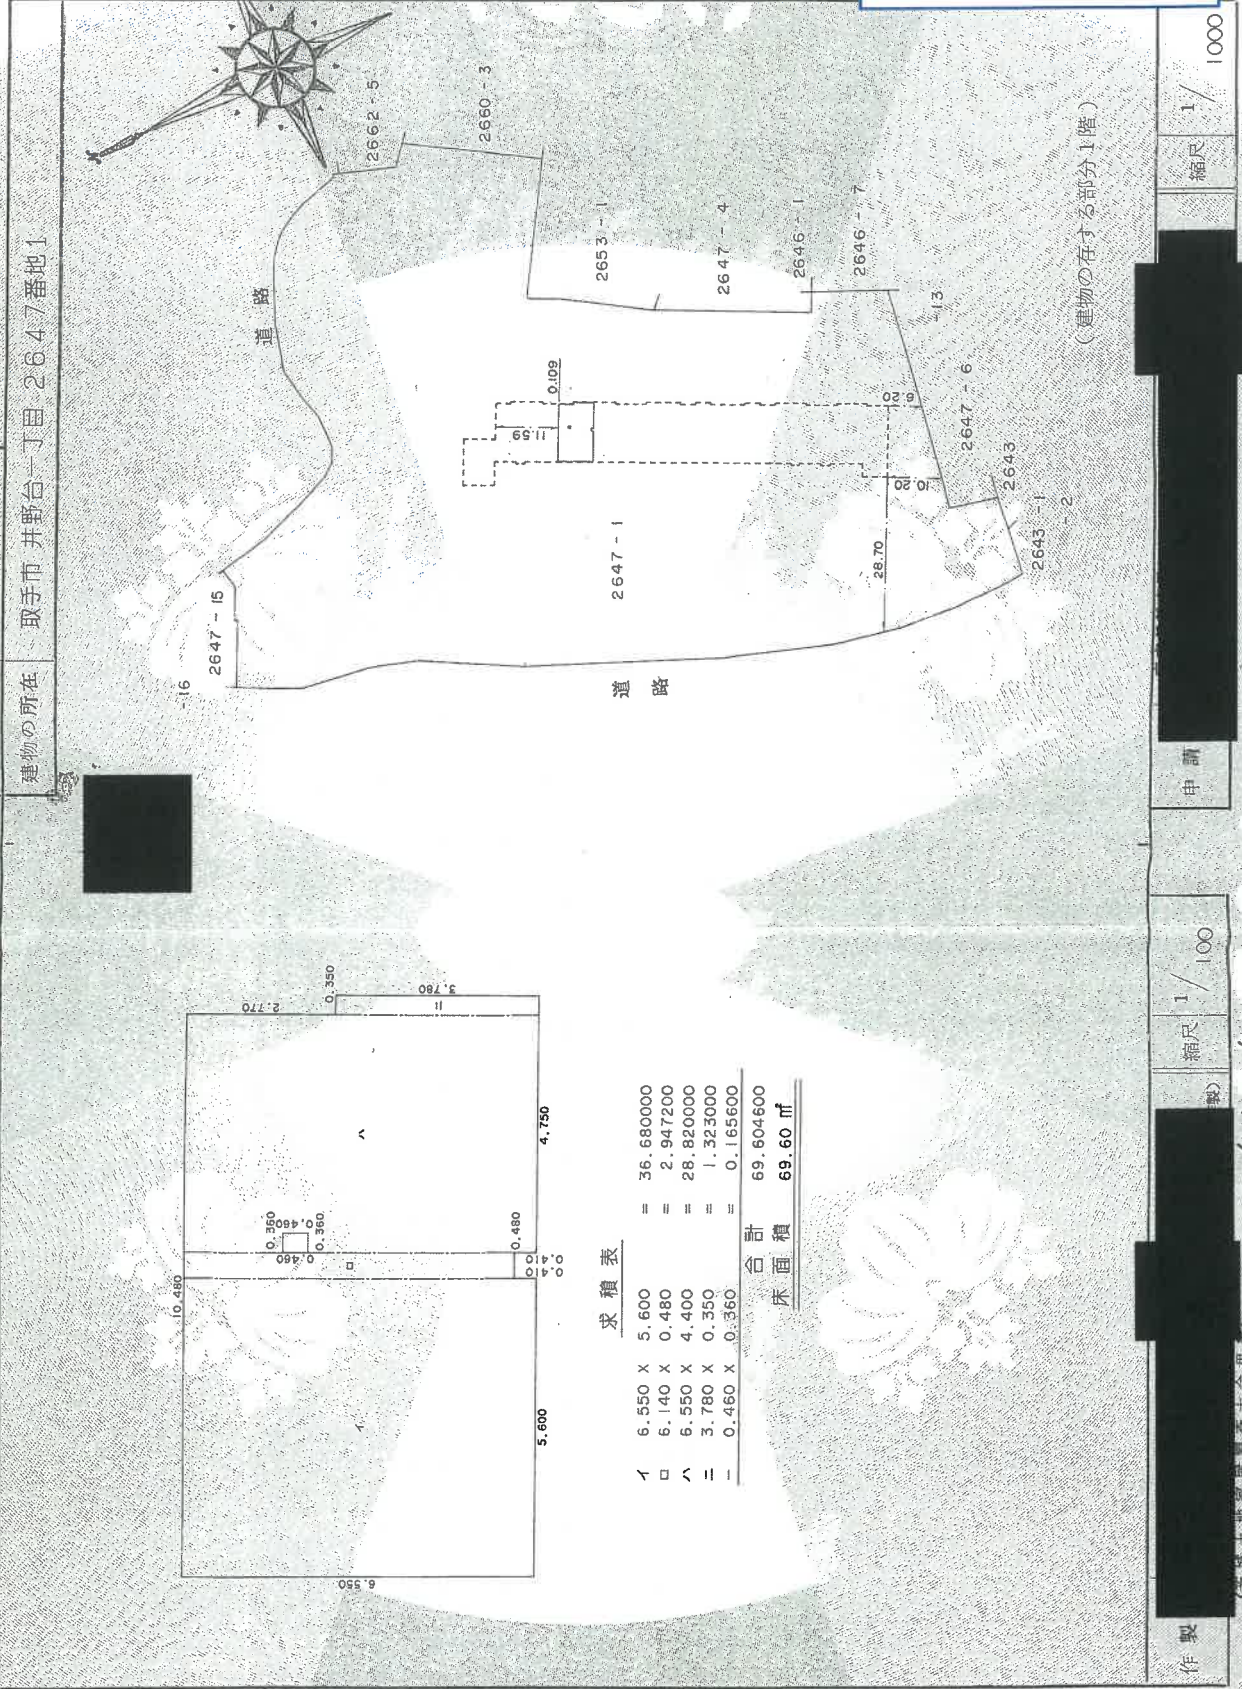 建物の所在 取手市 井野台一丁目 2647番地1
10.480
2.770
0.350
3.780
ニ
イ
ロ
ハ
0.360
0.460
0.460
0.360
0.480
0.410
0.410
6.550
5.600
4.750
求積表
イ 6.550 X 5.600 = 36.680000
ロ 6.140 X 0.480 = 2.947200
ハ 6.550 X 4.400 = 28.820000
ニ 3.780 X 0.350 = 1.323000
− 0.460 X 0.360 = 0.165600
合計 69.604600
床面積 69.60 ㎡
-16
2647-15
道路
2662-5
2660-3
2653-1
2647-4
2646-1
2646-7
-13
2647-6
2643
2643-1
-2
2647-1
道路
0.109
11.59
6.20
10.20
28.70
(建物の存する部分1階)
作製
縮尺 1/100
申請
縮尺 1/1000